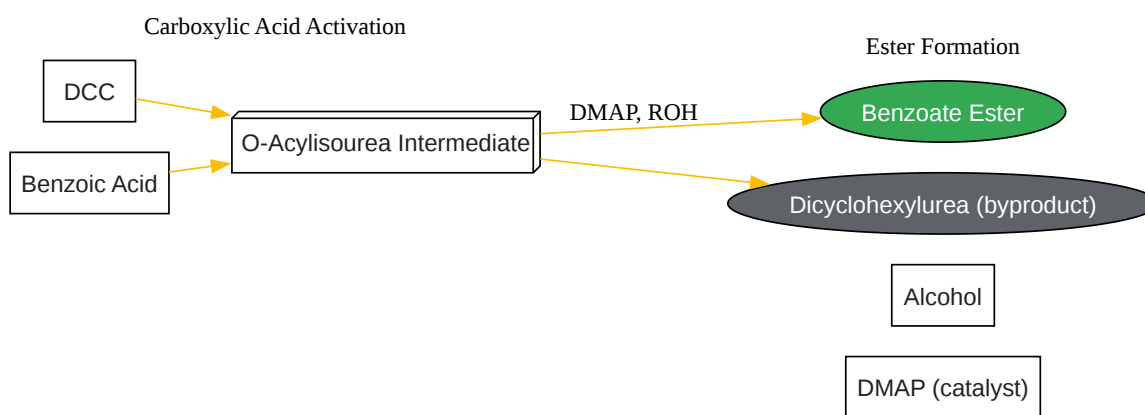 Carboxylic Acid Activation
Ester Formation
DCC
Benzoic Acid
O-Acylisourea Intermediate
DMAP, ROH
Benzoate Ester
Dicyclohexylurea (byproduct)
Alcohol
DMAP (catalyst)